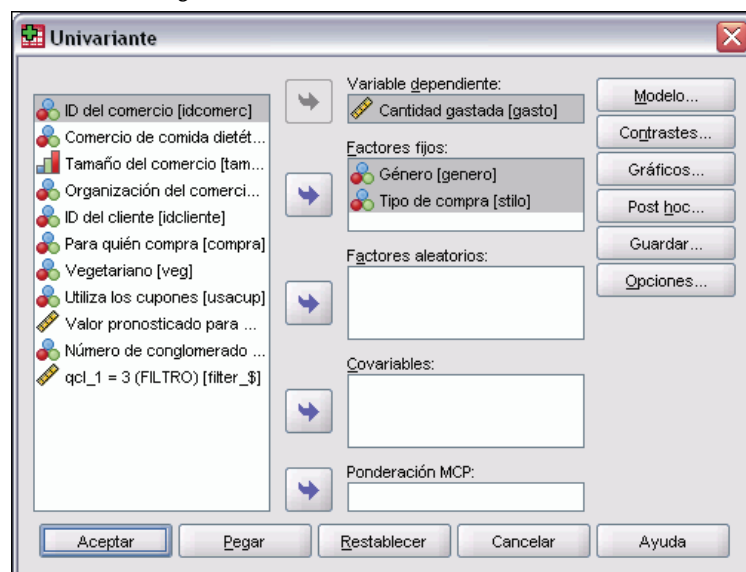 Univariante
ID del comercio [idcomerc]
Comercio de comida dietét...
Tamaño del comercio [tam...
Organización del comerci...
ID del cliente [idcliente]
Para quién compra [compra]
Vegetariano [veg]
Utiliza los cupones [usacup]
Valor pronosticado para ...
Número de conglomerado ...
qcl_1 = 3 (FILTRO) [filter_$]
Variable dependiente:
Cantidad gastada [gasto]
Factores fijos:
Género [genero]
Tipo de compra [stilo]
Factores aleatorios:
Covariables:
Ponderación MCP:
Modelo...
Contrastes...
Gráficos...
Post hoc...
Guardar...
Opciones...
Aceptar
Pegar
Restablecer
Cancelar
Ayuda